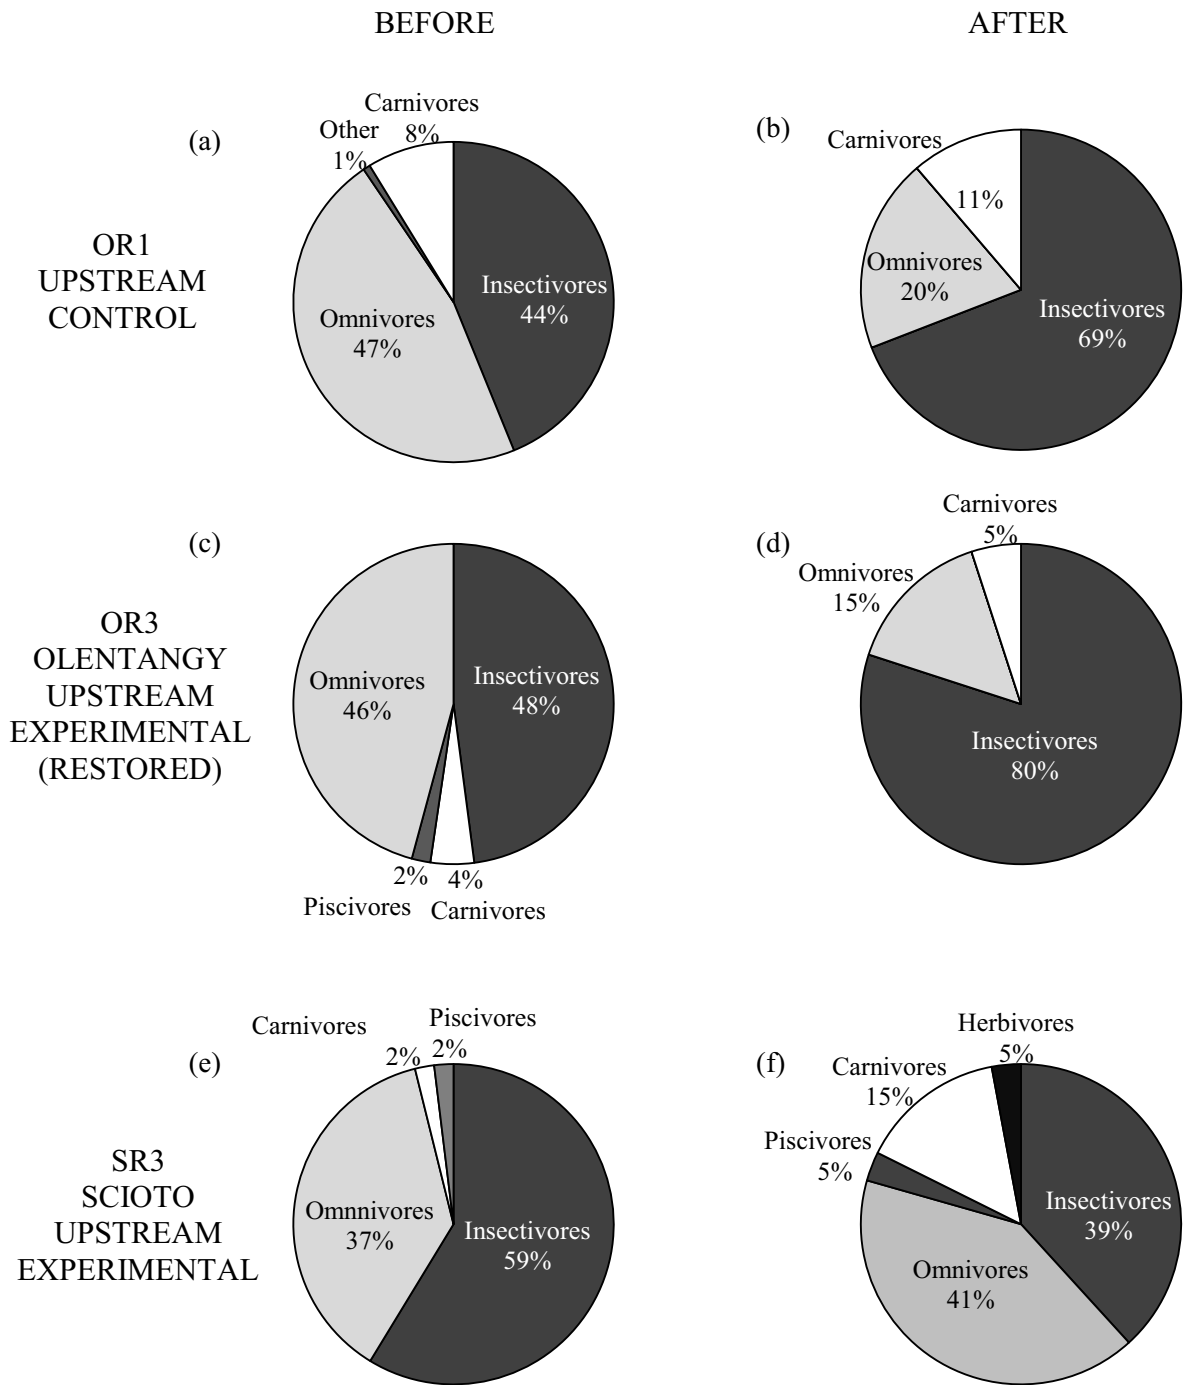 BEFORE
AFTER
(a)
Other
1%
Carnivores
8%
Insectivores
44%
Omnivores
47%
(b)
Carnivores
11%
Omnivores
20%
Insectivores
69%
OR1
UPSTREAM
CONTROL
(c)
Omnivores
46%
Insectivores
48%
2%
4%
Piscivores
Carnivores
(d)
Carnivores
5%
Omnivores
15%
Insectivores
80%
OR3
OLENTANGY
UPSTREAM
EXPERIMENTAL
(RESTORED)
(e)
Carnivores
2%
Piscivores
2%
Omnnivores
37%
Insectivores
59%
(f)
Herbivores
5%
Carnivores
15%
Piscivores
5%
Insectivores
39%
Omnivores
41%
SR3
SCIOTO
UPSTREAM
EXPERIMENTAL